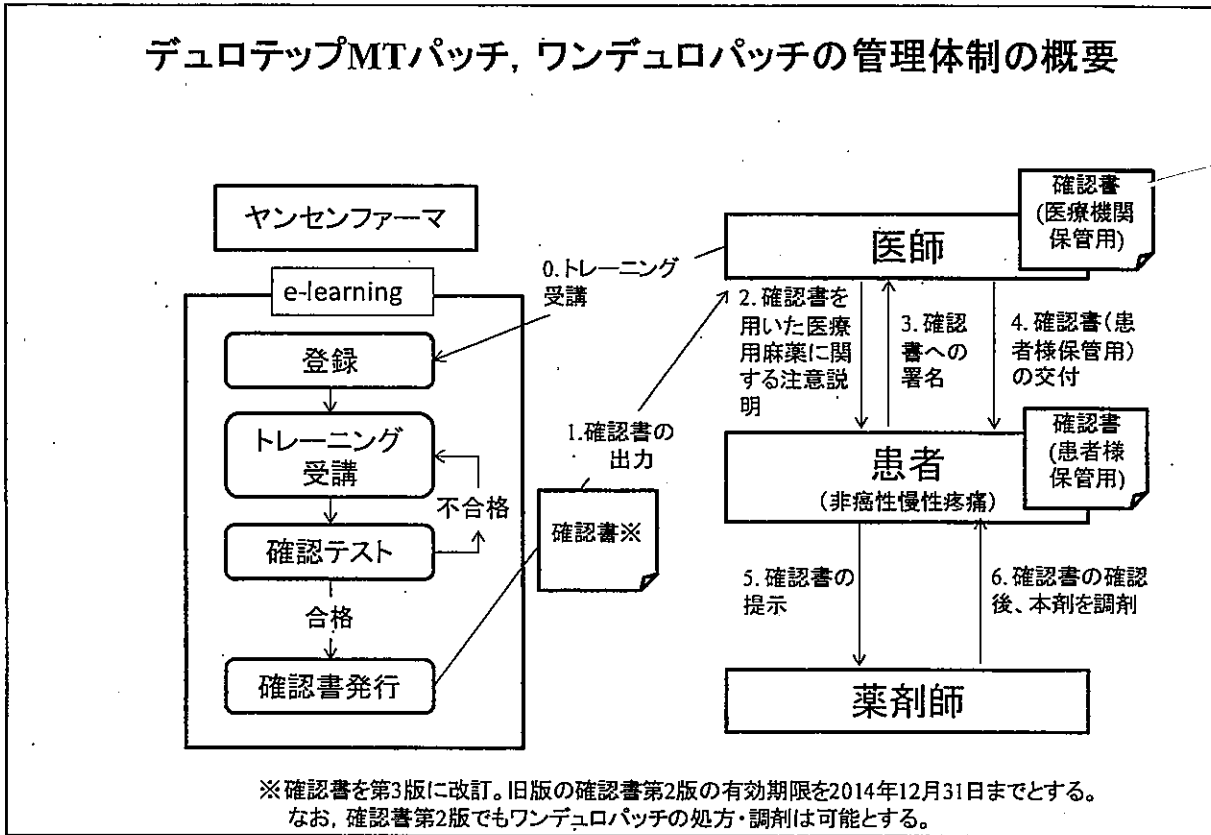 デュロテップMTパッチ，ワンデュロパッチの管理体制の概要
ヤンセンファーマ
e-learning
登録
トレーニング
受講
不合格
確認テスト
合格
確認書発行
0.トレーニング
受講
1.確認書の
出力
確認書※
医師
確認書
(医療機関
保管用)
2.確認書を
用いた医療
用麻薬に関
する注意説
明
3.確認
書への
署名
4.確認書(患
者様保管用)
の交付
患者
(非癌性慢性疼痛)
確認書
(患者様
保管用)
5.確認書の
提示
6.確認書の確認
後、本剤を調剤
薬剤師
※確認書を第3版に改訂。旧版の確認書第2版の有効期限を2014年12月31日までとする。
なお，確認書第2版でもワンデュロパッチの処方・調剤は可能とする。